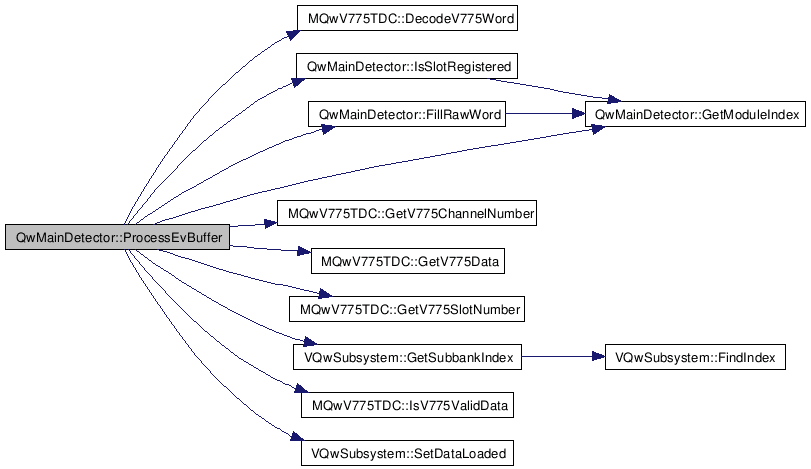 MQwV775TDC::DecodeV775Word
QwMainDetector::IsSlotRegistered
QwMainDetector::FillRawWord
QwMainDetector::GetModuleIndex
MQwV775TDC::GetV775ChannelNumber
QwMainDetector::ProcessEvBuffer
MQwV775TDC::GetV775Data
MQwV775TDC::GetV775SlotNumber
VQwSubsystem::GetSubbankIndex
VQwSubsystem::FindIndex
MQwV775TDC::IsV775ValidData
VQwSubsystem::SetDataLoaded